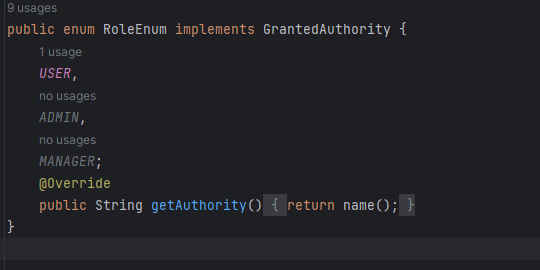 9 usages
public enum RoleEnum implements GrantedAuthority {
1 usage
USER,
no usages
ADMIN,
no usages
MANAGER;
@Override
public String getAuthority() { return name(); }
}